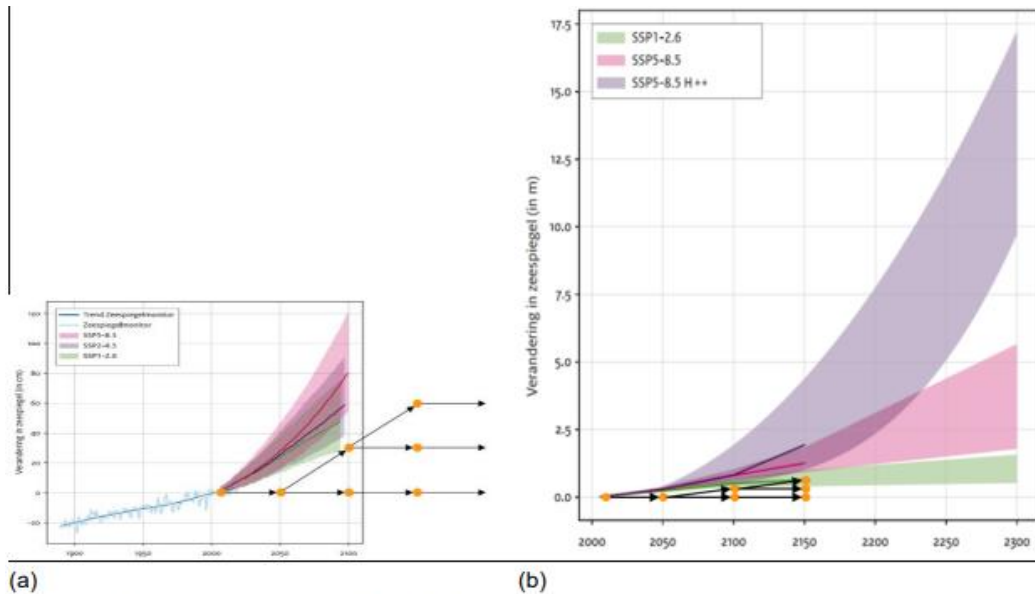 Trend Zeespiegelmonitor
Zeespiegelmonitor
SSP5-8.5
SSP2-4.5
SSP1-2.6
Verandering in zeespiegel (in cm)
100
80
60
40
20
0
-20
1900
1950
2000
2050
2100
(a)
SSP1-2.6
SSP5-8.5
SSP5-8.5 H++
Verandering in zeespiegel (in m)
17.5
15.0
12.5
10.0
7.5
5.0
2.5
0.0
2000
2050
2100
2150
2200
2250
2300
(b)